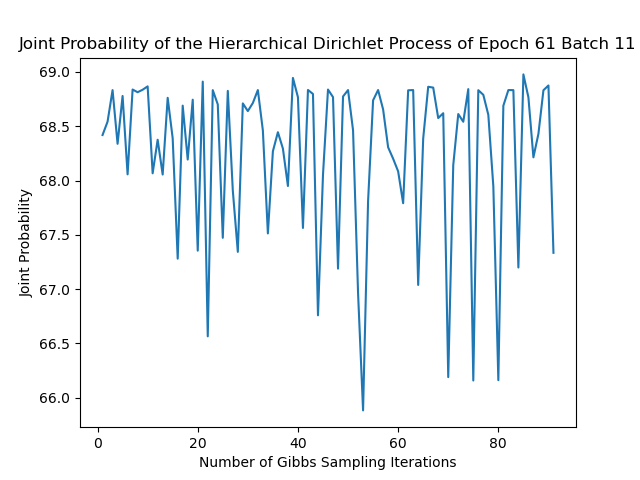 Joint Probability of the Hierarchical Dirichlet Process of Epoch 61 Batch 11
69.0
68.5
68.0
67.5
67.0
66.5
66.0
Joint Probability
0 20 40 60 80
Number of Gibbs Sampling Iterations